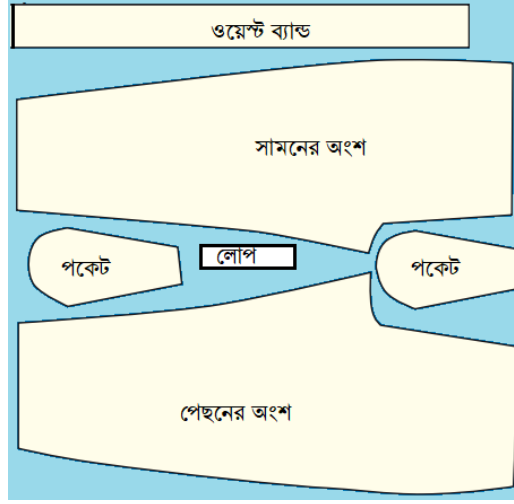 ওয়েস্ট ব্যান্ড
সামনের অংশ
লোপ
পকেট
পকেট
পেছনের অংশ